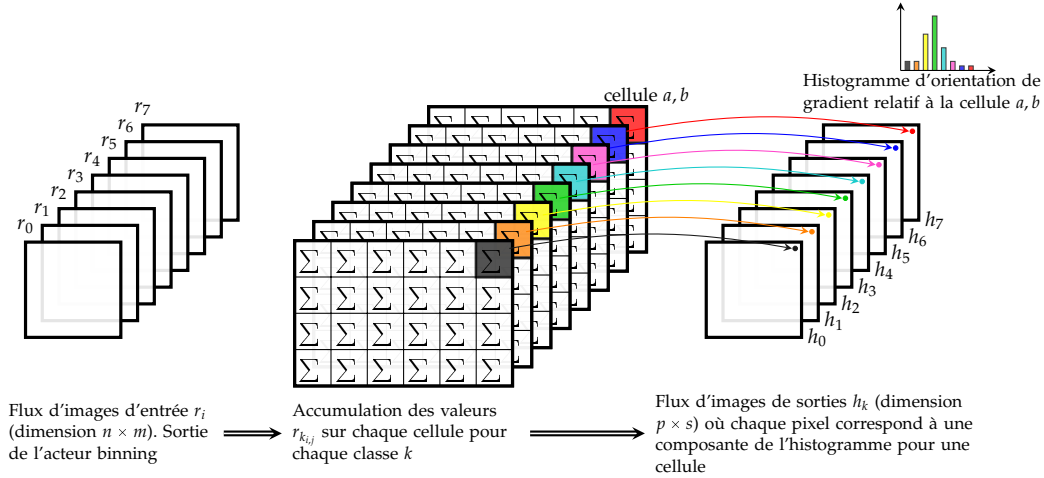 Histogramme d'orientation de
gradient relatif à la cellule a, b
cellule a, b
r₇
r₆
r₅
r₄
r₃
r₂
r₁
r₀
∑ ∑ ∑ ∑ ∑ ∑
∑ ∑ ∑ ∑ ∑ ∑
∑ ∑ ∑ ∑ ∑ ∑
∑ ∑ ∑ ∑ ∑ ∑
h₇
h₆
h₅
h₄
h₃
h₂
h₁
h₀
Flux d'images d'entrée rᵢ
(dimension n × m). Sortie
de l'acteur binning
Accumulation des valeurs
r_{k_{i,j}} sur chaque cellule pour
chaque classe k
Flux d'images de sorties hₖ (dimension
p × s) où chaque pixel correspond à une
composante de l'histogramme pour une
cellule